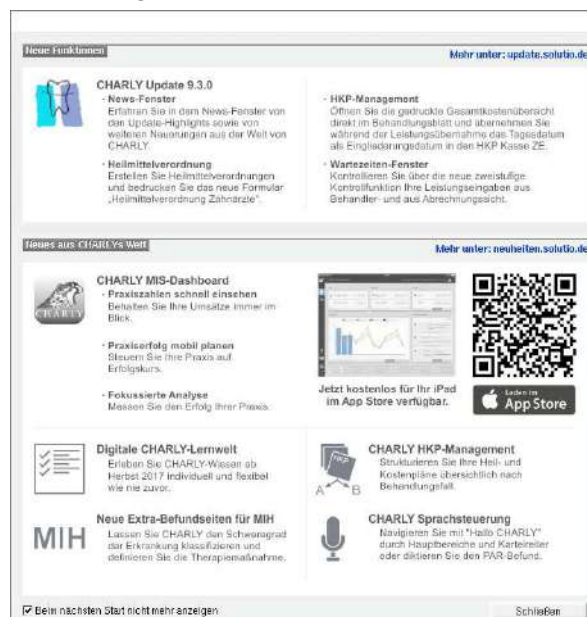 Neue Funktionen
Mehr unter: update.solutio.de
CHARLY Update 9.3.0
· News-Fenster
Erfahren Sie in dem News-Fenster von
den Update-Highlights sowie von
weiteren Neuerungen aus der Welt von
CHARLY.
· Heilmittelverordnung
Erstellen Sie Heilmittelverordnungen
und bedrucken Sie das neue Formular
„Heilmittelverordnung Zahnärzte“.
· HKP-Management
Öffnen Sie die gedruckte Gesamtkostenübersicht
direkt im Behandlungsblatt und übernehmen Sie
während der Leistungsübernahme das Tagesdatum
als Eingliederungsdatum in den HKP Kasse ZE.
· Wartezeiten-Fenster
Kontrollieren Sie über die neue zweistufige
Kontrollfunktion Ihre Leistungseingaben aus
Behandler- und aus Abrechnungssicht.
Neues aus CHARLYs Welt
Mehr unter: neuheiten.solutio.de
CHARLY
CHARLY MIS-Dashboard
· Praxiszahlen schnell einsehen
Behalten Sie Ihre Umsätze immer im
Blick.
· Praxiserfolg mobil planen
Steuern Sie Ihre Praxis auf
Erfolgskurs.
· Fokussierte Analyse
Messen Sie den Erfolg Ihrer Praxis.
Jetzt kostenlos für Ihr iPad
im App Store verfügbar.
Laden im
App Store
Digitale CHARLY-Lernwelt
Erleben Sie CHARLY-Wissen ab
Herbst 2017 individuell und flexibel
wie nie zuvor.
HKP
A B
CHARLY HKP-Management
Strukturieren Sie Ihre Heil- und
Kostenpläne übersichtlich nach
Behandlungsfall.
MIH
Neue Extra-Befundseiten für MIH
Lassen Sie CHARLY den Schweregrad
der Erkrankung klassifizieren und
definieren Sie die Therapiemaßnahme.
CHARLY Sprachsteuerung
Navigieren Sie mit "Hallo CHARLY"
durch Hauptbereiche und Karteireiter
oder diktieren Sie den PAR-Befund.
Beim nächsten Start nicht mehr anzeigen
Schließen